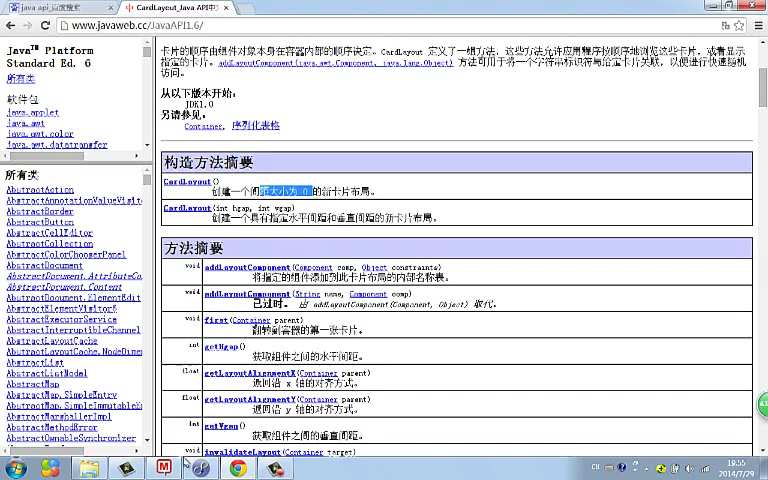 java api_百度搜索
CardLayout_Java API中文
www.javaweb.cc/JavaAPI1.6/
Java™ Platform
Standard Ed. 6
所有类
软件包
java.applet
java.awt
java.awt.color
java.awt.datatransfer
所有类
AbstractAction
AbstractAnnotationValueVisit
AbstractBorder
AbstractButton
AbstractCellEditor
AbstractCollection
AbstractColorChooserPanel
AbstractDocument
AbstractDocument.AttributeCo
AbstractDocument.Content
AbstractDocument.ElementEdit
AbstractElementVisitor6
AbstractExecutorService
AbstractInterruptibleChannel
AbstractLayoutCache
AbstractLayoutCache.NodeDimen
AbstractList
AbstractListModel
AbstractMap
AbstractMap.SimpleEntry
AbstractMap.SimpleImmutableEn
AbstractMarshallerImpl
AbstractMethodError
AbstractOwnableSynchronizer
卡片的顺序由组件对象本身在容器内部的顺序决定。CardLayout 定义了一组方法，这些方法允许应用程序按顺序地浏览这些卡片，或者显示
指定的卡片。addLayoutComponent(java.awt.Component, java.lang.Object) 方法可用于将一个字符串标识符与给定卡片关联，以便进行快速随机
访问。
从以下版本开始：
JDK1.0
另请参见：
Container, 序列化表格
构造方法摘要
CardLayout()
创建一个间距大小为 0 的新卡片布局。
CardLayout(int hgap, int vgap)
创建一个具有指定水平间距和垂直间距的新卡片布局。
方法摘要
void addLayoutComponent(Component comp, Object constraints)
将指定的组件添加到此卡片布局的内部名称表。
void addLayoutComponent(String name, Component comp)
已过时。 由 addLayoutComponent(Component, Object) 取代。
void first(Container parent)
翻转到容器的第一张卡片。
int getHgap()
获取组件之间的水平间距。
float getLayoutAlignmentX(Container parent)
返回沿 x 轴的对齐方式。
float getLayoutAlignmentY(Container parent)
返回沿 y 轴的对齐方式。
int getVgap()
获取组件之间的垂直间距。
void invalidateLayout(Container target)
CH
19:55
2014/7/29